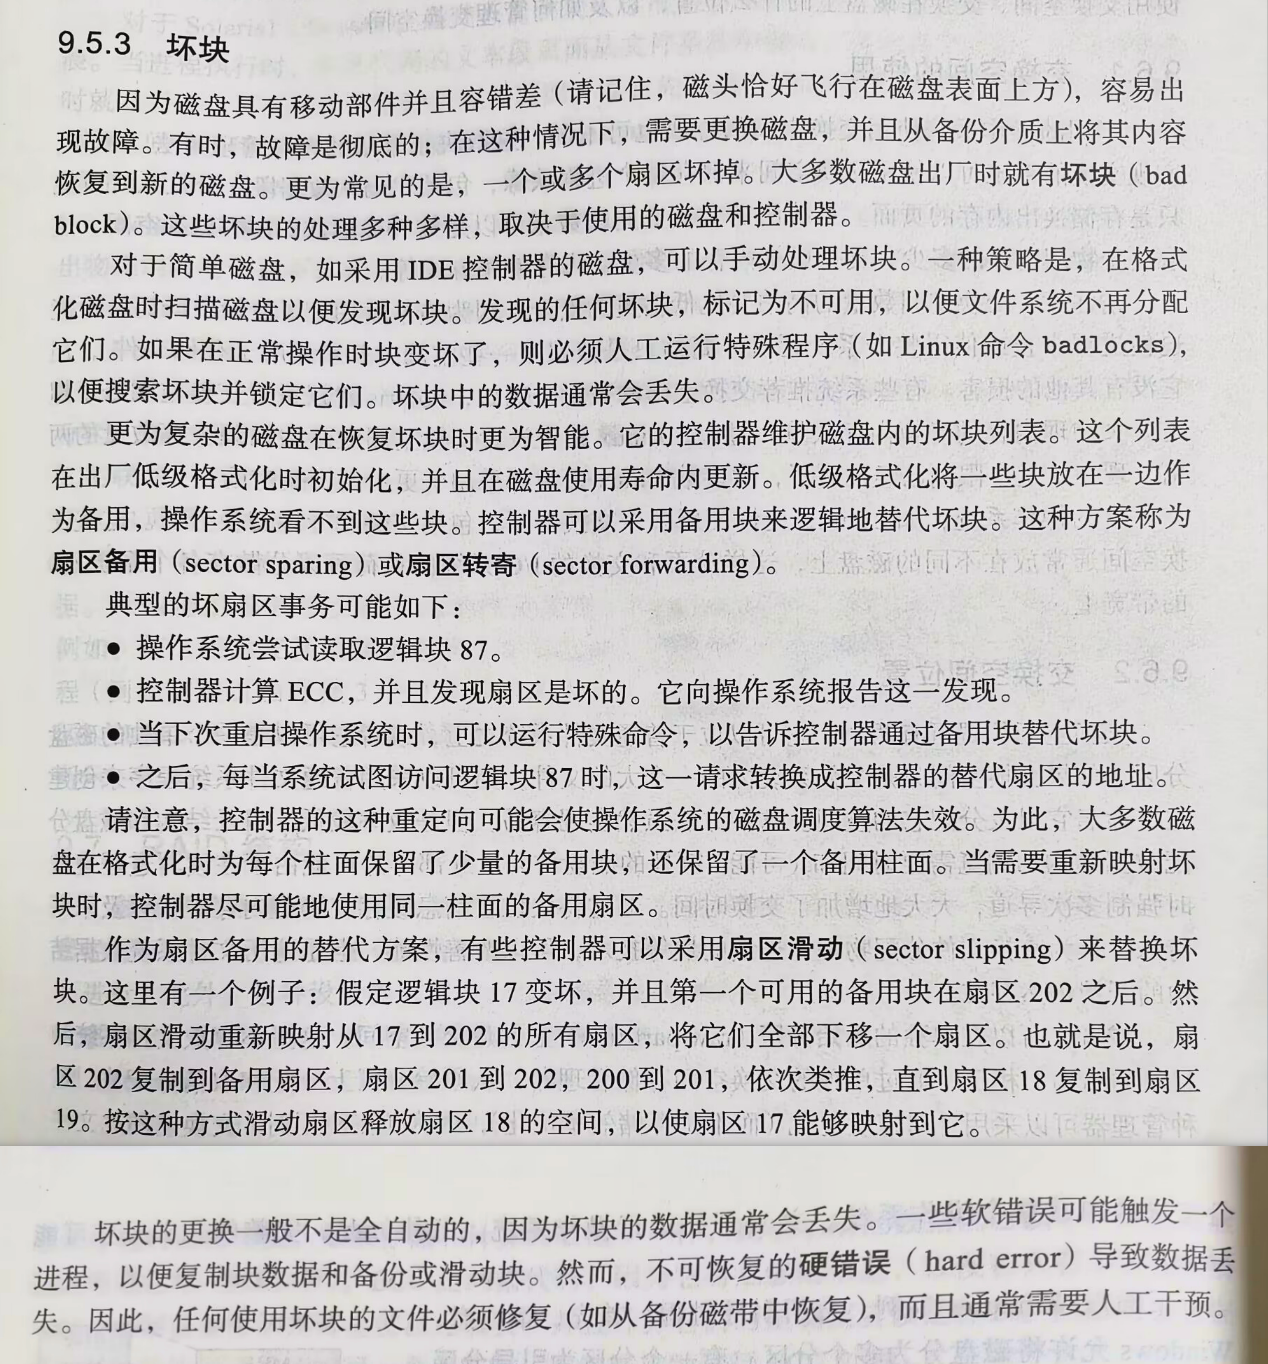 9.5.3 坏块
因为磁盘具有移动部件并且容错差（请记住，磁头恰好飞行在磁盘表面上方），容易出
现故障。有时，故障是彻底的；在这种情况下，需要更换磁盘，并且从备份介质上将其内容
恢复到新的磁盘。更为常见的是，一个或多个扇区坏掉。大多数磁盘出厂时就有坏块（bad
block）。这些坏块的处理多种多样，取决于使用的磁盘和控制器。
对于简单磁盘，如采用 IDE 控制器的磁盘，可以手动处理坏块。一种策略是，在格式
化磁盘时扫描磁盘以便发现坏块。发现的任何坏块，标记为不可用，以便文件系统不再分配
它们。如果在正常操作时块变坏了，则必须人工运行特殊程序（如 Linux 命令 badlocks），
以便搜索坏块并锁定它们。坏块中的数据通常会丢失。
更为复杂的磁盘在恢复坏块时更为智能。它的控制器维护磁盘内的坏块列表。这个列表
在出厂低级格式化时初始化，并且在磁盘使用寿命内更新。低级格式化将一些块放在一边作
为备用，操作系统看不到这些块。控制器可以采用备用块来逻辑地替代坏块。这种方案称为
扇区备用（sector sparing）或扇区转寄（sector forwarding）。
典型的坏扇区事务可能如下：
● 操作系统尝试读取逻辑块 87。
● 控制器计算 ECC，并且发现扇区是坏的。它向操作系统报告这一发现。
● 当下次重启操作系统时，可以运行特殊命令，以告诉控制器通过备用块替代坏块。
● 之后，每当系统试图访问逻辑块 87 时，这一请求转换成控制器的替代扇区的地址。
请注意，控制器的这种重定向可能会使操作系统的磁盘调度算法失效。为此，大多数磁
盘在格式化时为每个柱面保留了少量的备用块，还保留了一个备用柱面。当需要重新映射坏
块时，控制器尽可能地使用同一柱面的备用扇区。
作为扇区备用的替代方案，有些控制器可以采用扇区滑动（sector slipping）来替换坏
块。这里有一个例子：假定逻辑块 17 变坏，并且第一个可用的备用块在扇区 202 之后。然
后，扇区滑动重新映射从 17 到 202 的所有扇区，将它们全部下移一个扇区。也就是说，扇
区 202 复制到备用扇区，扇区 201 到 202，200 到 201，依次类推，直到扇区 18 复制到扇区
19。按这种方式滑动扇区释放扇区 18 的空间，以使扇区 17 能够映射到它。
坏块的更换一般不是全自动的，因为坏块的数据通常会丢失。一些软错误可能触发一个
进程，以便复制块数据和备份或滑动块。然而，不可恢复的硬错误（hard error）导致数据丢
失。因此，任何使用坏块的文件必须修复（如从备份磁带中恢复），而且通常需要人工干预。